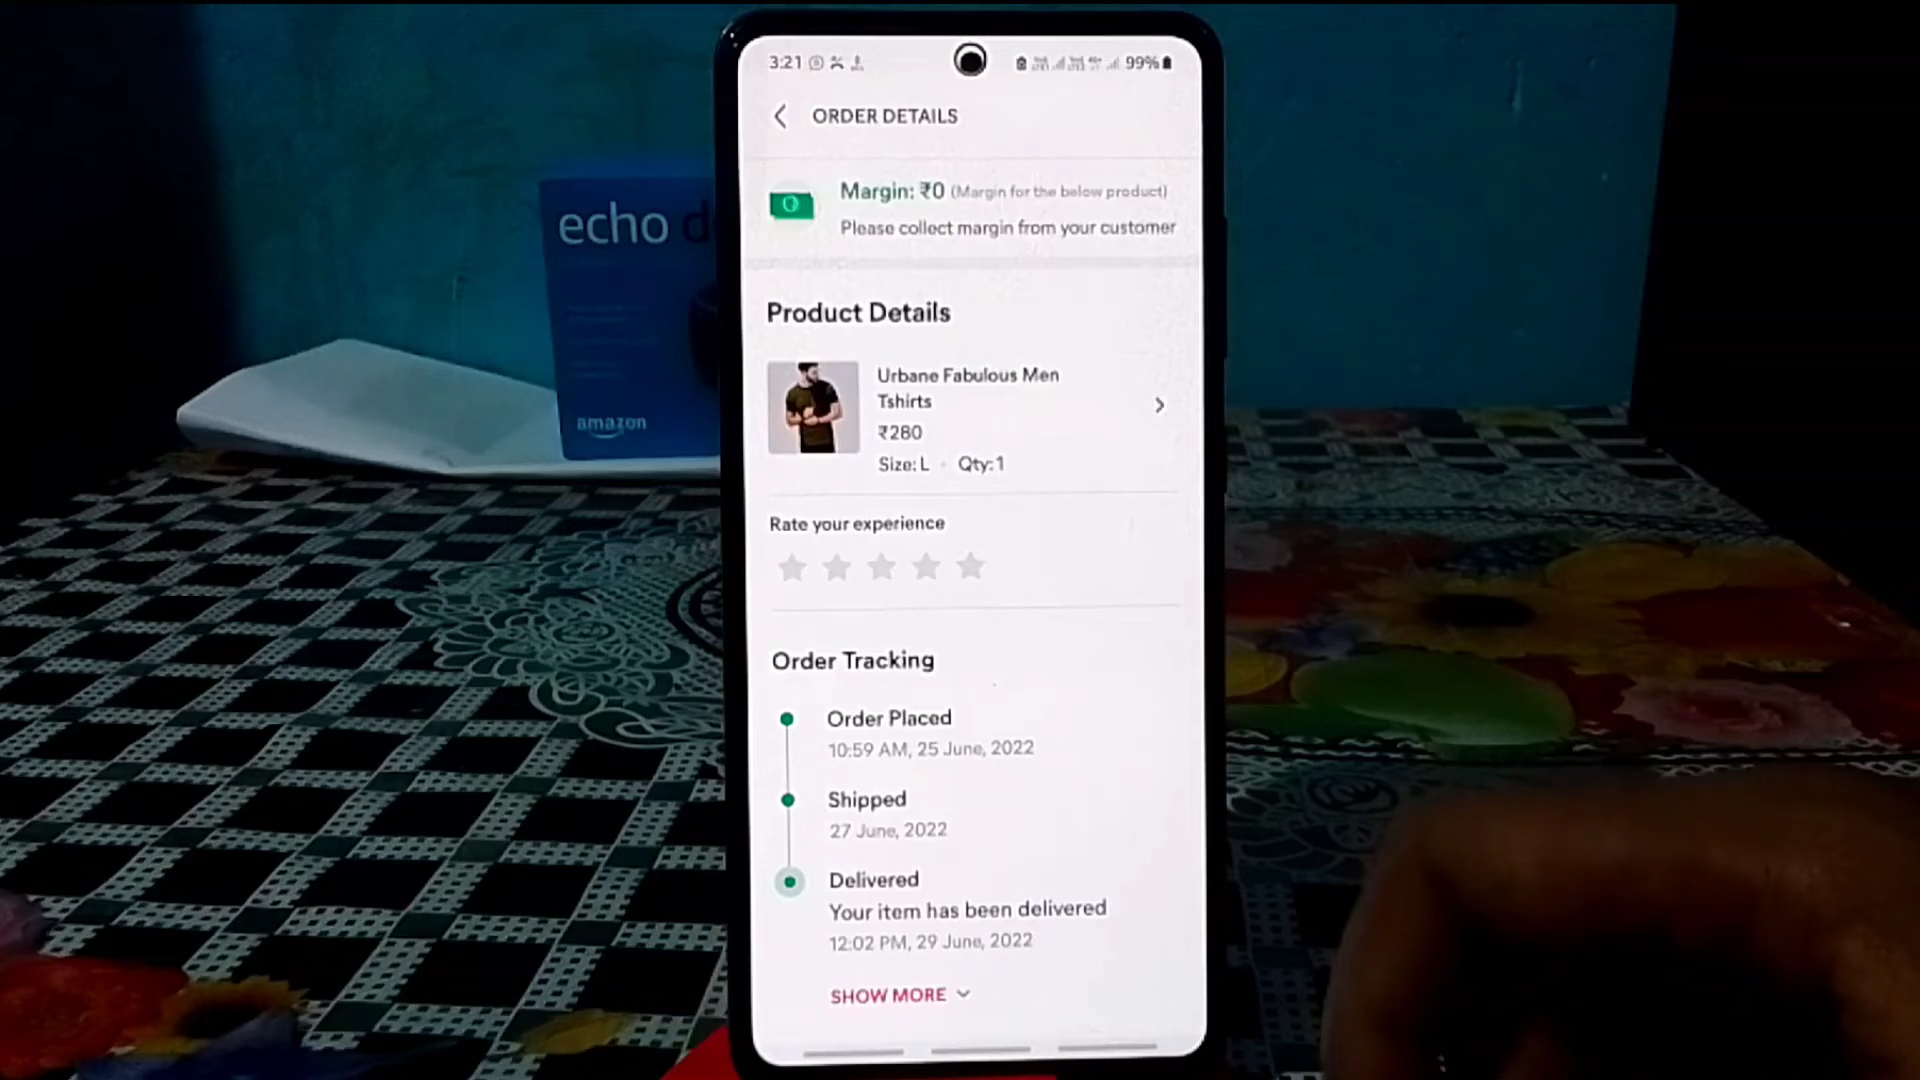 3:21
99%
ORDER DETAILS
Margin: ₹0 (Margin for the below product)
Please collect margin from your customer
Product Details
Urbane Fabulous Men
Tshirts
₹280
Size: L • Qty: 1
Rate your experience
Order Tracking
Order Placed
10:59 AM, 25 June, 2022
Shipped
27 June, 2022
Delivered
Your item has been delivered
12:02 PM, 29 June, 2022
SHOW MORE
echo d
amazon